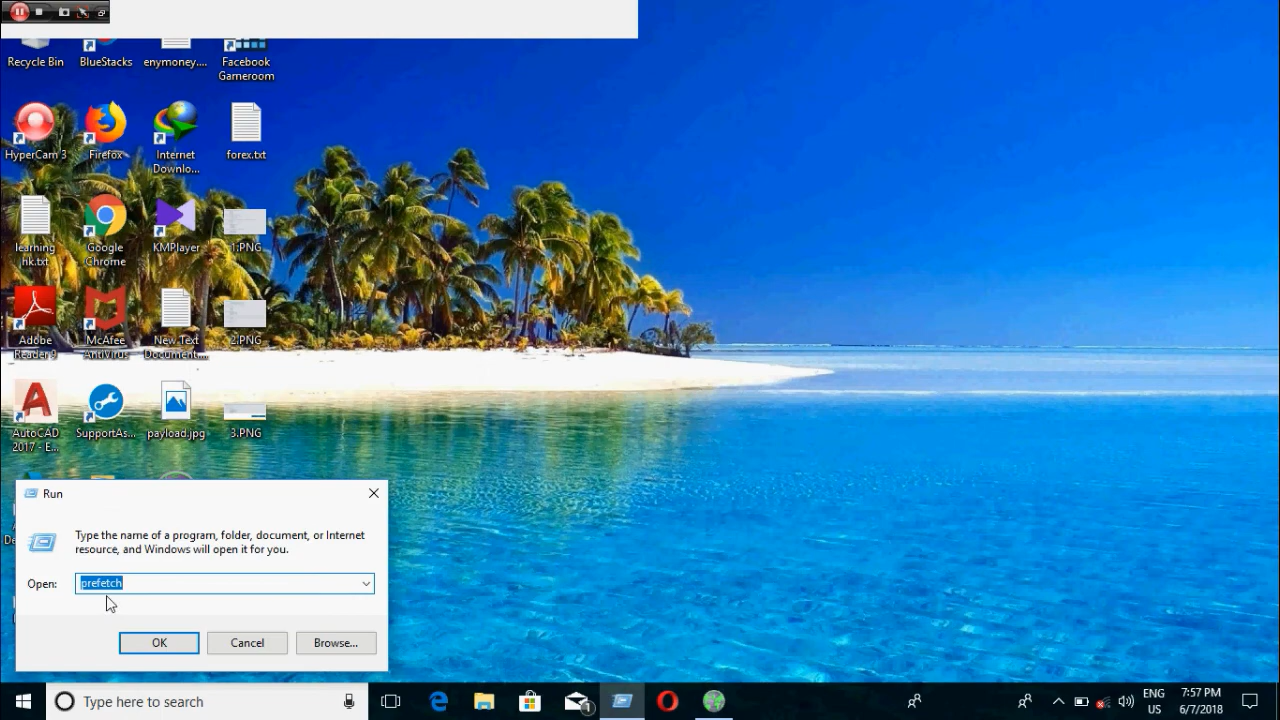 Recycle Bin
BlueStacks
enymoney....
Facebook
Gameroom
HyperCam 3
Firefox
Internet
Downlo...
forex.txt
learning
hk.txt
Google
Chrome
KMPlayer
1.PNG
Adobe
Reader 9
McAfee
AntiVirus
New Text
Document....
2.PNG
AutoCAD
2017 - E...
SupportAs...
payload.jpg
3.PNG
De
Run
Type the name of a program, folder, document, or Internet
resource, and Windows will open it for you.
Open:
prefetch
OK
Cancel
Browse...
Type here to search
1
ENG
US
7:57 PM
6/7/2018